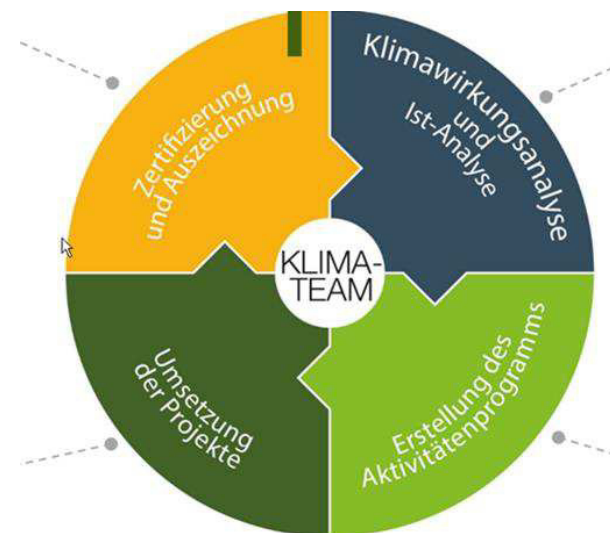 Zertifizierung
und Auszeichnung
Klimawirkungsanalyse
und
Ist-Analyse
KLIMA-
TEAM
Umsetzung
der Projekte
Erstellung des
Aktivitätenprogramms